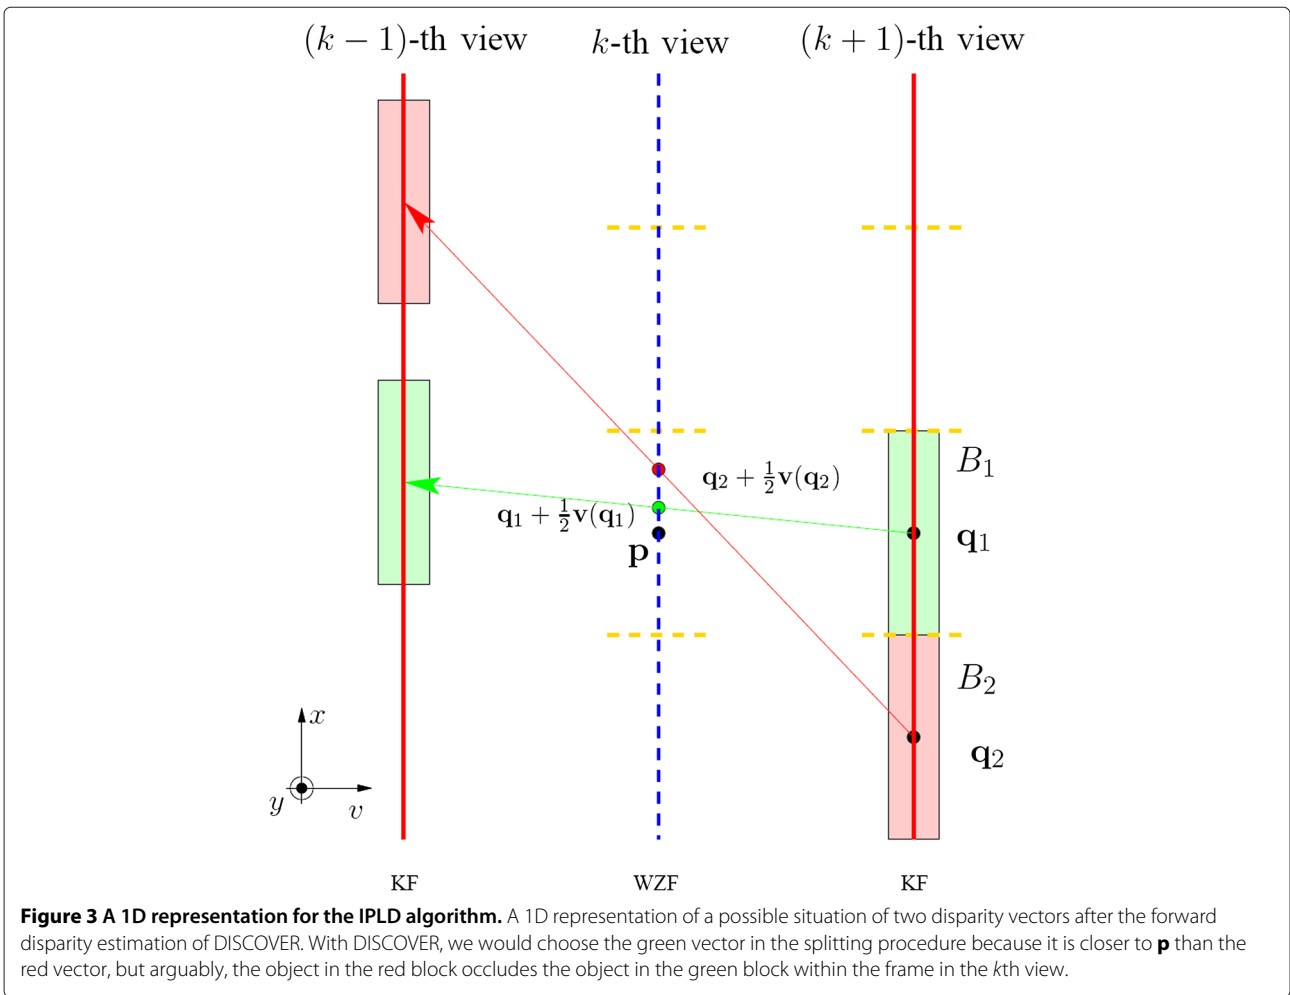 (k − 1)-th view
k-th view
(k + 1)-th view
B₁
q₂ + ½v(q₂)
q₁ + ½v(q₁)
p
q₁
B₂
q₂
x
y
v
KF
WZF
KF
Figure 3 A 1D representation for the IPLD algorithm. A 1D representation of a possible situation of two disparity vectors after the forward
disparity estimation of DISCOVER. With DISCOVER, we would choose the green vector in the splitting procedure because it is closer to p than the
red vector, but arguably, the object in the red block occludes the object in the green block within the frame in the kth view.